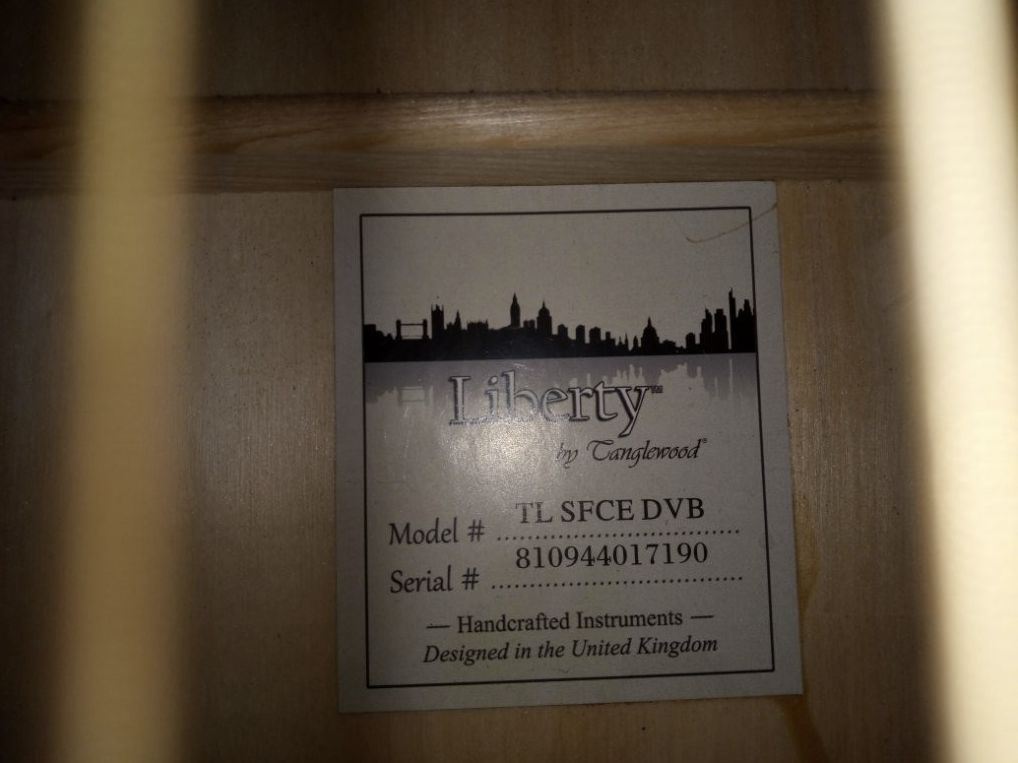 Liberty™
by Tanglewood®
Model # TL SFCE DVB
Serial # 810944017190
— Handcrafted Instruments —
Designed in the United Kingdom